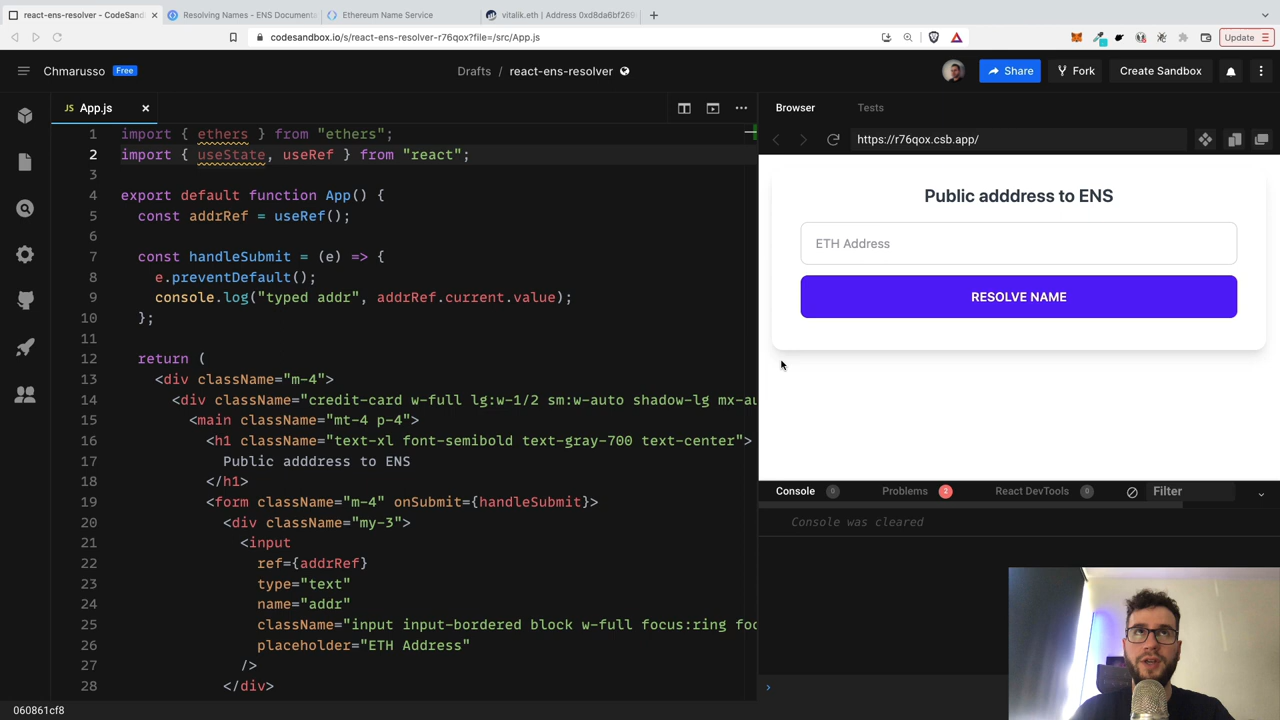 react-ens-resolver - CodeSand
Resolving Names - ENS Documenta
Ethereum Name Service
vitalik.eth | Address 0xd8da6bf269
codesandbox.io/s/react-ens-resolver-r76qox?file=/src/App.js
Update
Chmarusso
Free
Drafts / react-ens-resolver
Share
Fork
Create Sandbox
JS App.js
Browser
Tests
https://r76qox.csb.app/
1 import { ethers } from "ethers";
2 import { useState, useRef } from "react";
3
4 export default function App() {
5 const addrRef = useRef();
6
7 const handleSubmit = (e) => {
8 e.preventDefault();
9 console.log("typed addr", addrRef.current.value);
10 };
11
12 return (
13 <div className="m-4">
14 <div className="credit-card w-full lg:w-1/2 sm:w-auto shadow-lg mx-au
15 <main className="mt-4 p-4">
16 <h1 className="text-xl font-semibold text-gray-700 text-center">
17 Public adddress to ENS
18 </h1>
19 <form className="m-4" onSubmit={handleSubmit}>
20 <div className="my-3">
21 <input
22 ref={addrRef}
23 type="text"
24 name="addr"
25 className="input input-bordered block w-full focus:ring foc
26 placeholder="ETH Address"
27 />
28 </div>
Public adddress to ENS
ETH Address
RESOLVE NAME
Console 0
Problems 2
React DevTools 0
Filter
Console was cleared
060861cf8